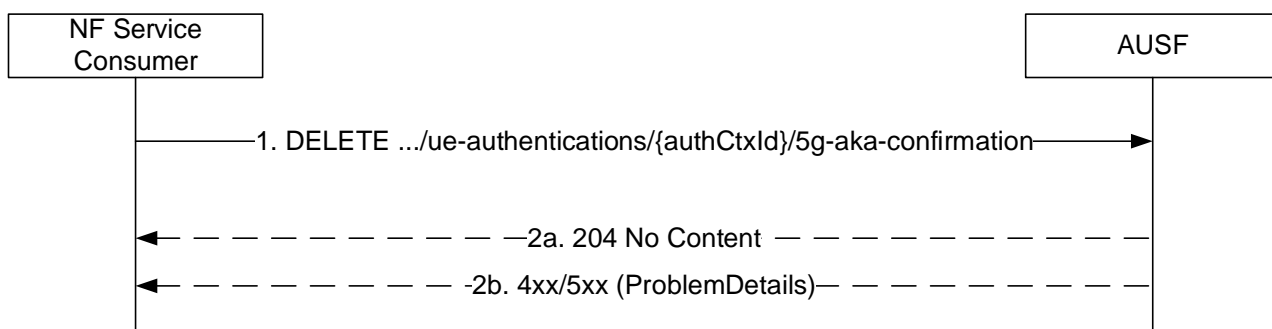 NF Service
Consumer
AUSF
1. DELETE .../ue-authentications/{authCtxId}/5g-aka-confirmation
2a. 204 No Content
2b. 4xx/5xx (ProblemDetails)